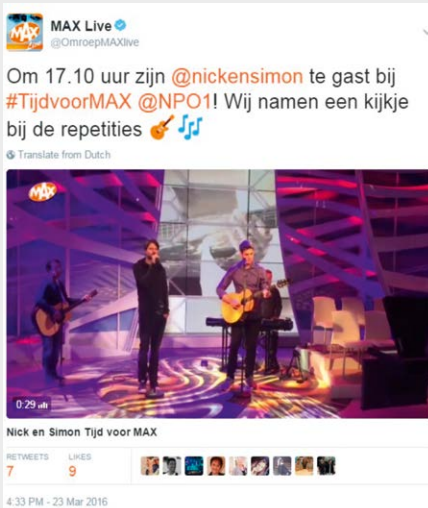 MAX
MAX Live
@OmroepMAXlive
Om 17.10 uur zijn @nickensimon te gast bij
#TijdvoorMAX @NPO1! Wij namen een kijkje
bij de repetities
Translate from Dutch
MAX
0:29
Nick en Simon Tijd voor MAX
RETWEETS LIKES
7 9
4:33 PM - 23 Mar 2016